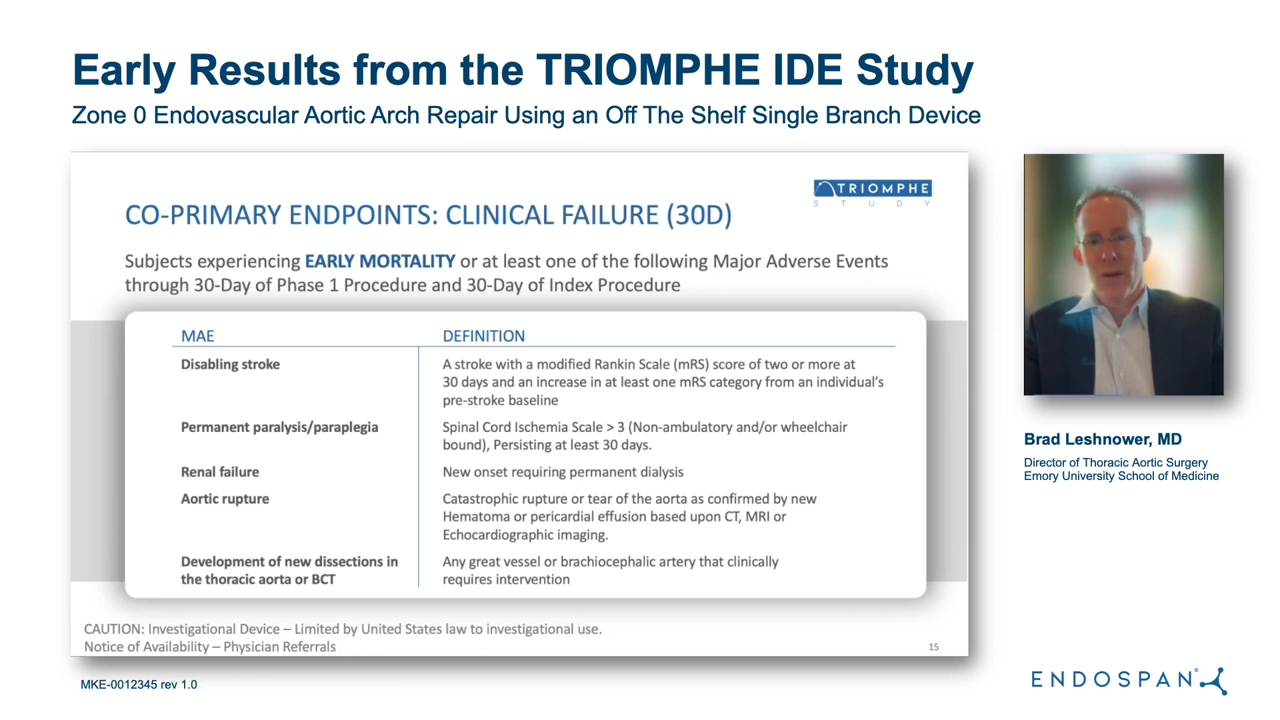 Early Results from the TRIOMPHE IDE Study
Zone 0 Endovascular Aortic Arch Repair Using an Off The Shelf Single Branch Device
TRIOMPHE
STUDY
CO-PRIMARY ENDPOINTS: CLINICAL FAILURE (30D)
Subjects experiencing EARLY MORTALITY or at least one of the following Major Adverse Events
through 30-Day of Phase 1 Procedure and 30-Day of Index Procedure
MAE DEFINITION
Disabling stroke A stroke with a modified Rankin Scale (mRS) score of two or more at
30 days and an increase in at least one mRS category from an individual's
pre-stroke baseline
Permanent paralysis/paraplegia Spinal Cord Ischemia Scale > 3 (Non-ambulatory and/or wheelchair
bound), Persisting at least 30 days.
Renal failure New onset requiring permanent dialysis
Aortic rupture Catastrophic rupture or tear of the aorta as confirmed by new
Hematoma or pericardial effusion based upon CT, MRI or
Echocardiographic imaging.
Development of new dissections in Any great vessel or brachiocephalic artery that clinically
the thoracic aorta or BCT requires intervention
CAUTION: Investigational Device – Limited by United States law to investigational use.
Notice of Availability – Physician Referrals
15
Brad Leshnower, MD
Director of Thoracic Aortic Surgery
Emory University School of Medicine
MKE-0012345 rev 1.0
ENDOSPAN®